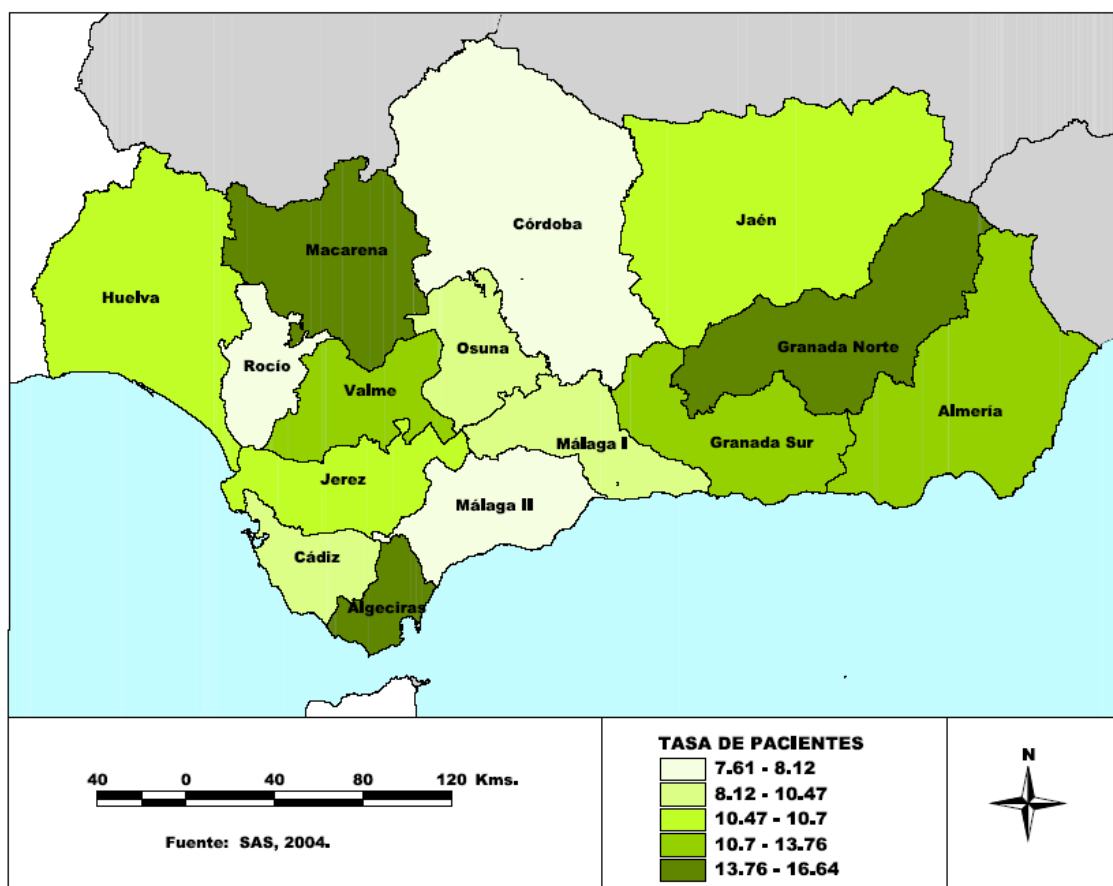 Córdoba
Jaén
Macarena
Huelva
Granada Norte
Osuna
Rocío
Valme
Almería
Málaga I
Granada Sur
Jerez
Málaga II
Cádiz
Algeciras
TASA DE PACIENTES
7.61 - 8.12
8.12 - 10.47
10.47 - 10.7
10.7 - 13.76
13.76 - 16.64
40 0 40 80 120 Kms.
Fuente: SAS, 2004.
N